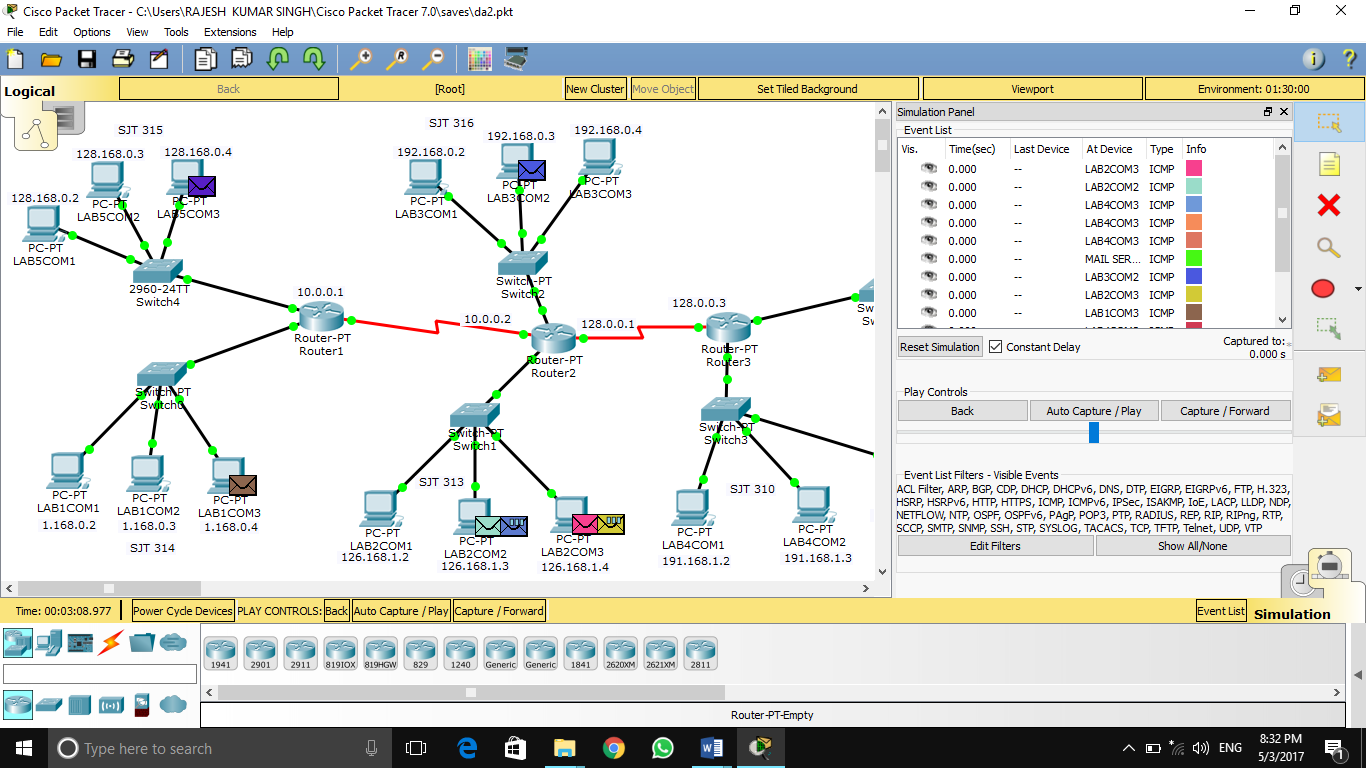 Cisco Packet Tracer - C:\Users\RAJESH KUMAR SINGH\Cisco Packet Tracer 7.0\saves\da2.pkt
File Edit Options View Tools Extensions Help
Logical Back [Root] New Cluster Move Object Set Tiled Background Viewport Environment: 01:30:00
SJT 315
128.168.0.3
128.168.0.4
128.168.0.2
PC-PT
LAB5COM2
PC-PT
LAB5COM3
PC-PT
LAB5COM1
2960-24TT
Switch4
SJT 316
192.168.0.2
192.168.0.3
192.168.0.4
PC-PT
LAB3COM1
PC-PT
LAB3COM2
PC-PT
LAB3COM3
Switch-PT
Switch2
10.0.0.1
Router-PT
Router1
10.0.0.2
Router-PT
Router2
128.0.0.1
128.0.0.3
Router-PT
Router3
Switch-PT
Switch0
PC-PT
LAB1COM1
1.168.0.2
PC-PT
LAB1COM2
1.168.0.3
PC-PT
LAB1COM3
1.168.0.4
SJT 314
Switch-PT
Switch1
SJT 313
PC-PT
LAB2COM1
126.168.1.2
PC-PT
LAB2COM2
126.168.1.3
PC-PT
LAB2COM3
126.168.1.4
Switch-PT
Switch3
SJT 310
PC-PT
LAB4COM1
191.168.1.2
PC-PT
LAB4COM2
191.168.1.3
Simulation Panel
Event List
Vis. Time(sec) Last Device At Device Type Info
0.000 -- LAB2COM3 ICMP
0.000 -- LAB2COM2 ICMP
0.000 -- LAB4COM3 ICMP
0.000 -- LAB4COM3 ICMP
0.000 -- LAB4COM3 ICMP
0.000 -- MAIL SER... ICMP
0.000 -- LAB3COM2 ICMP
0.000 -- LAB2COM3 ICMP
0.000 -- LAB1COM3 ICMP
Reset Simulation Constant Delay Captured to:
0.000 s
Play Controls
Back Auto Capture / Play Capture / Forward
Event List Filters - Visible Events
ACL Filter, ARP, BGP, CDP, DHCP, DHCPv6, DNS, DTP, EIGRP, EIGRPv6, FTP, H.323,
HSRP, HSRPv6, HTTP, HTTPS, ICMP, ICMPv6, IPSec, ISAKMP, IoE, LACP, LLDP, NDP,
NETFLOW, NTP, OSPF, OSPFv6, PAgP, POP3, PTP, RADIUS, REP, RIP, RIPng, RTP,
SCCP, SMTP, SNMP, SSH, STP, SYSLOG, TACACS, TCP, TFTP, Telnet, UDP, VTP
Edit Filters Show All/None
Time: 00:03:08.977 Power Cycle Devices PLAY CONTROLS: Back Auto Capture / Play Capture / Forward Event List Simulation
1941 2901 2911 819IOX 819HGW 829 1240 Generic Generic 1841 2620XM 2621XM 2811
Router-PT-Empty
Type here to search
ENG
8:32 PM
5/3/2017
1